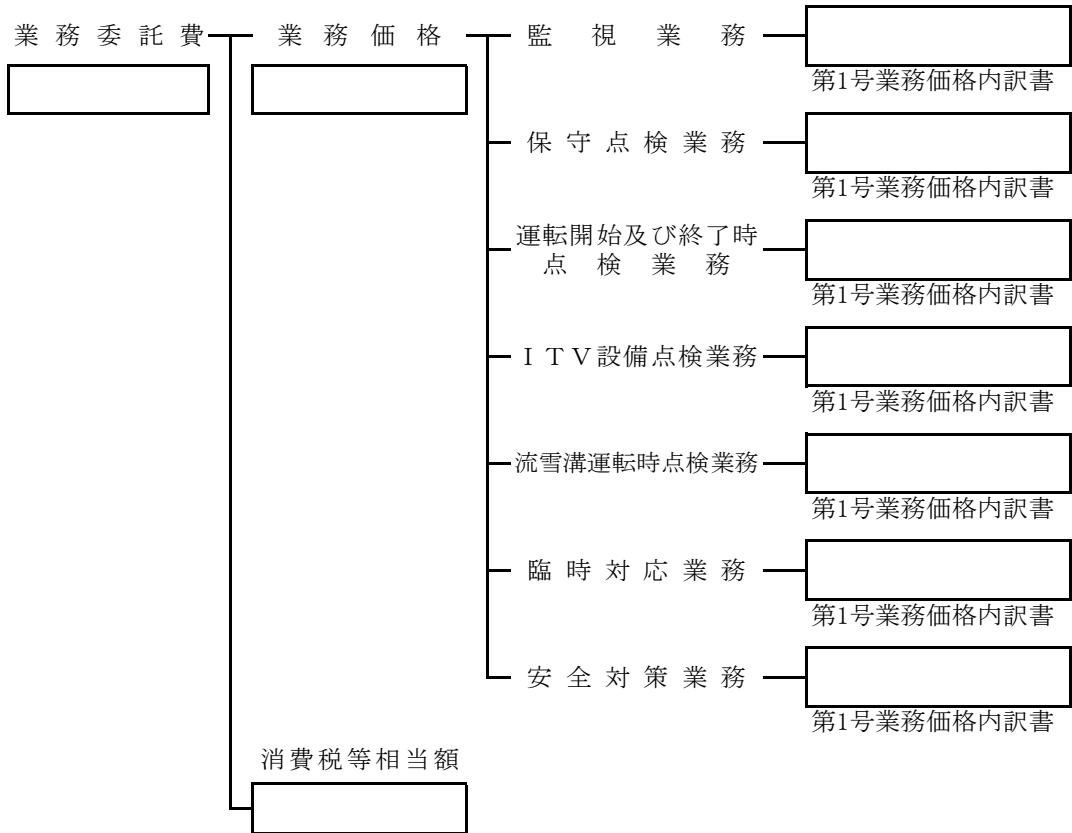 業務委託費
業務価格
監視業務
第1号業務価格内訳書
保守点検業務
第1号業務価格内訳書
運転開始及び終了時
点検業務
第1号業務価格内訳書
ＩＴＶ設備点検業務
第1号業務価格内訳書
流雪溝運転時点検業務
第1号業務価格内訳書
臨時対応業務
第1号業務価格内訳書
安全対策業務
第1号業務価格内訳書
消費税等相当額